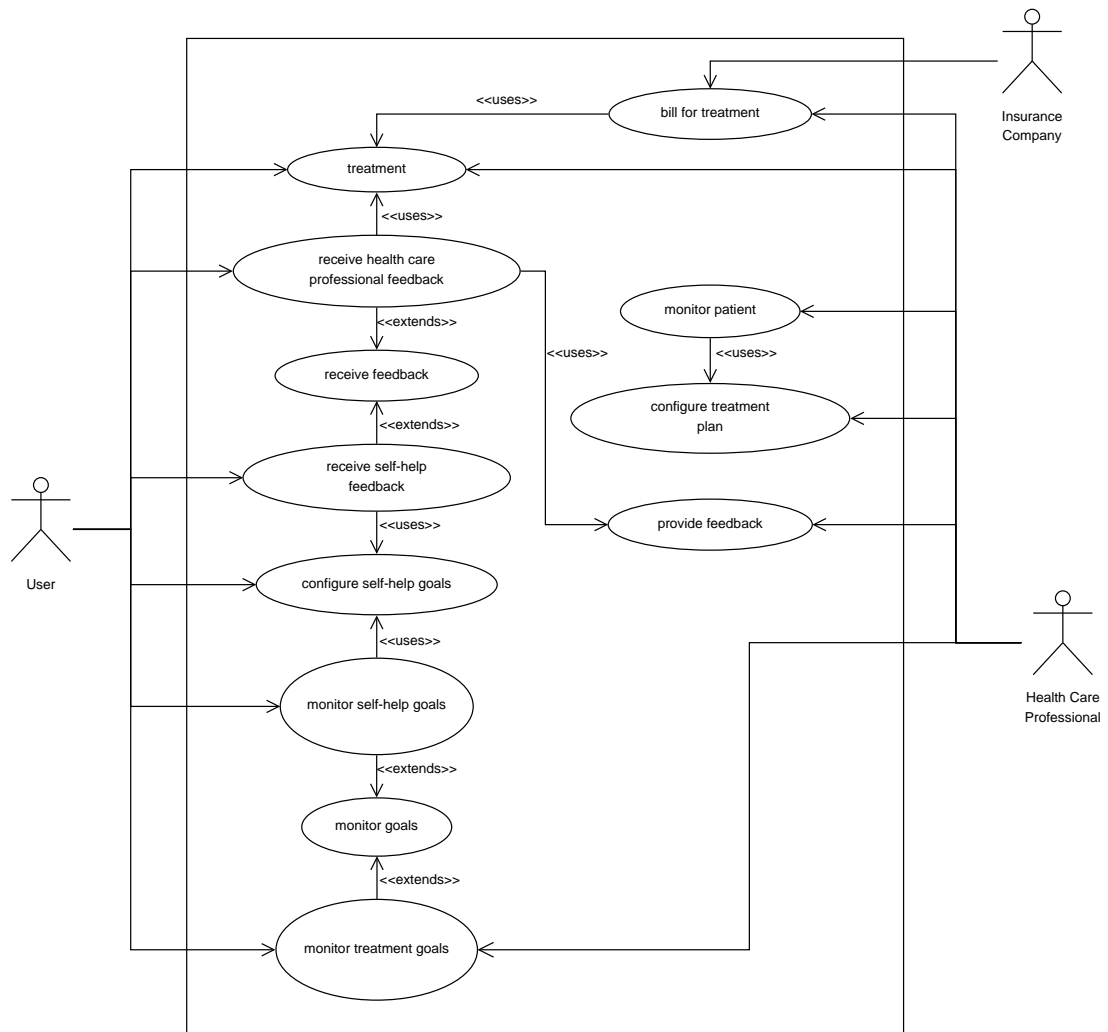 Insurance
Company
<<uses>>
bill for treatment
treatment
<<uses>>
receive health care
professional feedback
<<extends>>
monitor patient
<<uses>>
<<uses>>
receive feedback
configure treatment
plan
<<extends>>
receive self-help
feedback
<<uses>>
provide feedback
User
configure self-help goals
<<uses>>
Health Care
Professional
monitor self-help goals
<<extends>>
monitor goals
<<extends>>
monitor treatment goals